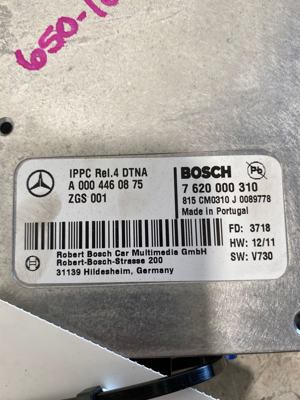 650-1
IPPC Rel.4 DTNA
A 000 446 08 75
ZGS 001
BOSCH
Pb
7 620 000 310
815 CM0310 J 0089778
Made in Portugal
FD: 3718
HW: 12/11
SW: V730
Robert Bosch Car Multimedia GmbH
Robert-Bosch-Strasse 200
31139 Hildesheim, Germany